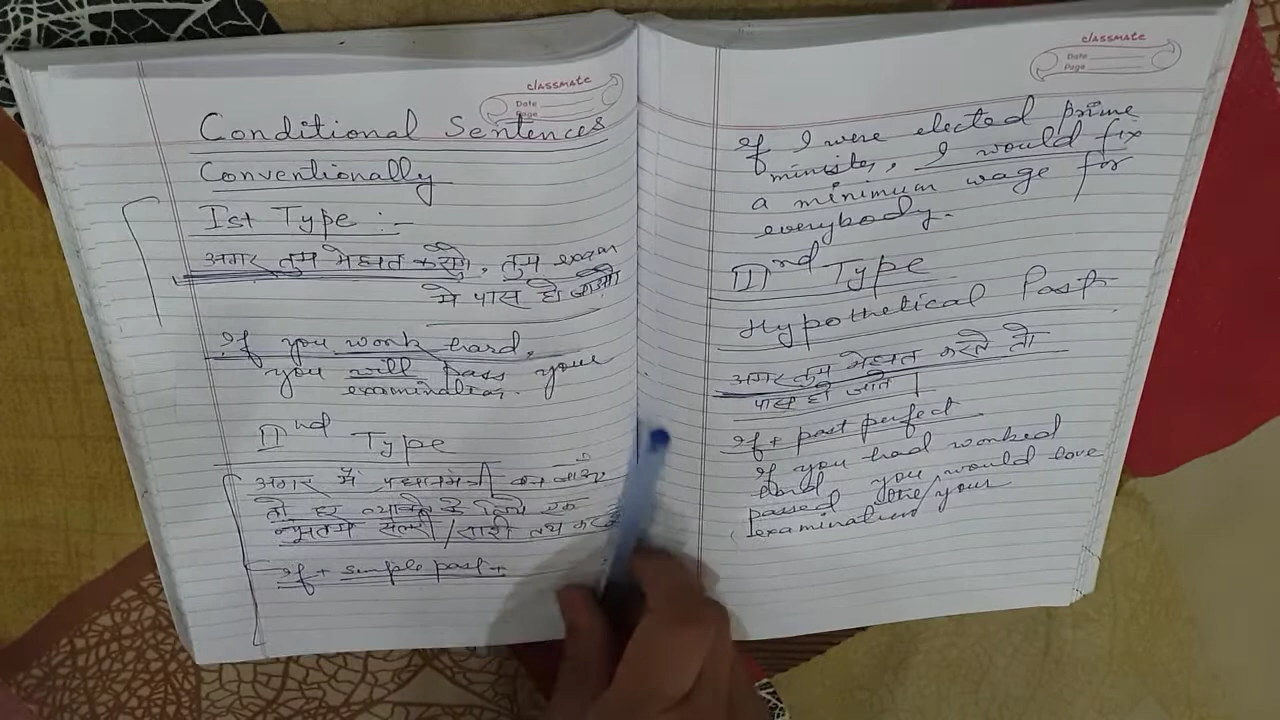 classmate
Date
Page
Conditional Sentences
Conventionally
Ist Type :-
अगर तुम मेहनत करोगे, तुम exam
मे पास हो जाओगे
If you work hard,
you will pass your
examination.
IInd Type
अगर मैं प्रधानमंत्री बन जाऊँ
तो हर व्यक्ति के लिये एक
न्यूनतम सेलरी / राशी तय
If + simple past +
classmate
Date
Page
If I were elected prime
minister, I would fix
a minimum wage for
everybody.
IInd Type
Hypothetical Past
अगर तुम मेहनत करते तो
पास हो जाते |
If + past perfect
If you had worked
you would have
passed the/your
examination